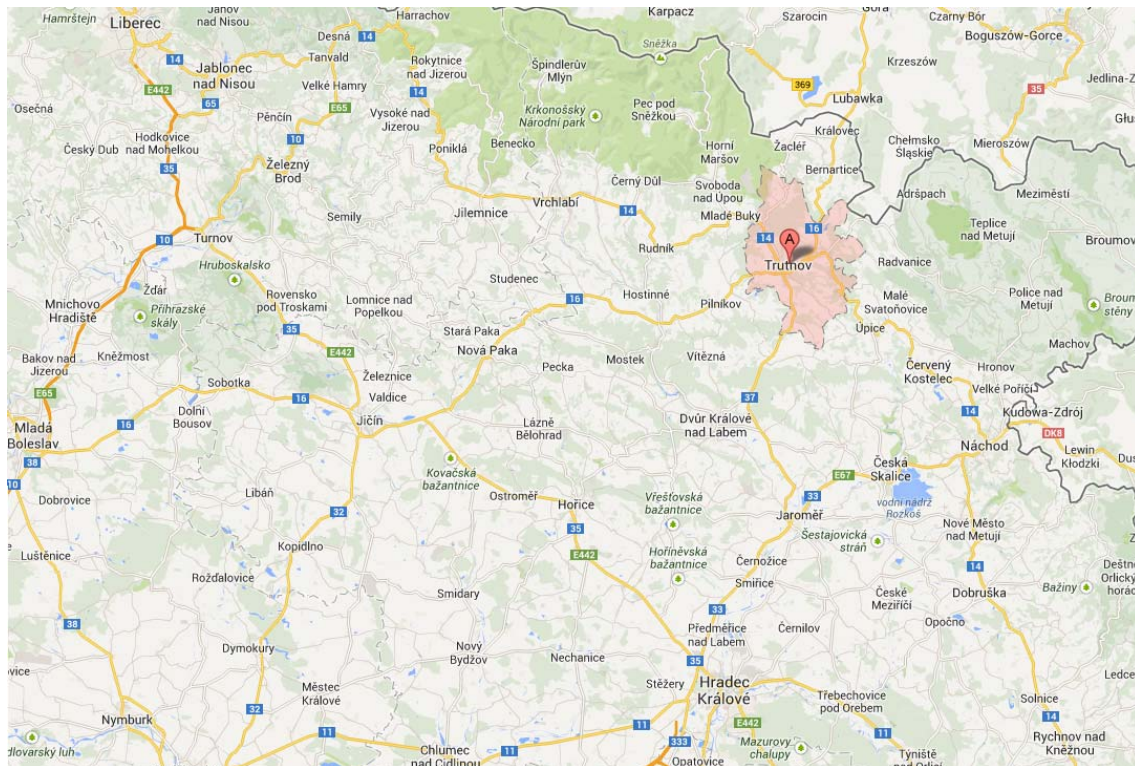 Hamrštejn
Janov
nad Nisou
Harrachov
Karpacz
Szarocin
Góra
Czarny Bór
Liberec
Desná
14
Boguszów-Gorce
14
Tanvald
Rokytnice
nad Jizerou
Špindlerův
Mlýn
Sněžka
Krzeszów
Jablonec
nad Nisou
369
Jedlina-Z
E442
Velké Hamry
35
65
E65
14
Lubawka
Osečná
Pěnčín
Vysoké nad
Jizerou
Krkonošský
Národní park
Pec pod
Sněžkou
Głu
Hodkovice
nad Mohelkou
10
Královec
Český Dub
Benecko
Horní
Maršov
Žacléř
Chełmsko
Śląskie
Mieroszów
35
Železný
Brod
Poniklá
Bernartice
Černý Důl
Svoboda
nad Úpou
Adršpach
Meziměstí
Vrchlabí
Semily
Jilemnice
14
Mladé Buky
Teplice
nad Metují
10
Turnov
14
16
A
Broumov
Rudník
Hruboskalsko
Trutnov
Radvanice
Studenec
Žďár
Rovensko
pod Troskami
Mnichovo
Hradiště
Příhrazské
skály
Lomnice nad
Popelkou
16
Hostinné
Pilníkov
Malé
Svatoňovice
Police nad
Metují
Broum
stěny
35
Stará Paka
Úpice
Machov
Bakov nad
Jizerou
Kněžmost
E442
Nová Paka
Mostek
Vítězná
Pecka
Červený
Kostelec
Hronov
Železnice
Velké Poříčí
E65
Sobotka
Valdice
16
37
Dolní
Bousov
14
Kudowa-Zdrój
Mladá
Boleslav
16
Jičín
Lázně
Bělohrad
Dvůr Králové
nad Labem
DK8
Náchod
Lewin
Kłodzki
Dus
38
Česká
Skalice
Kovačská
bažantnice
E67
10
Dobrovice
Libáň
Ostroměř
Hořice
Vřešťovská
bažantnice
33
vodní nádrž
Rozkoš
32
Jaroměř
35
Nové Město
nad Metují
Šestajovická
stráň
Luštěnice
Kopidlno
E442
Hořiněvská
bažantnice
Černožice
14
Deštn
Orlický
horác
Rožďalovice
Smiřice
Bažiny
Smidary
České
Meziříčí
Dobruška
33
38
Předměřice
nad Labem
Černilov
Opočno
Dymokury
Nový
Bydžov
Nechanice
35
ovice
Ledce
Městec
Králové
Stěžery
Hradec
Králové
Třebechovice
pod Orebem
Solnice
Nymburk
32
11
E442
11
14
11
11
dlovarský luh
Chlumec
nad Cidlinou
333
Mazurovy
chalupy
Rychnov nad
Kněžnou
Týniště
nad Orlicí
Opatovice